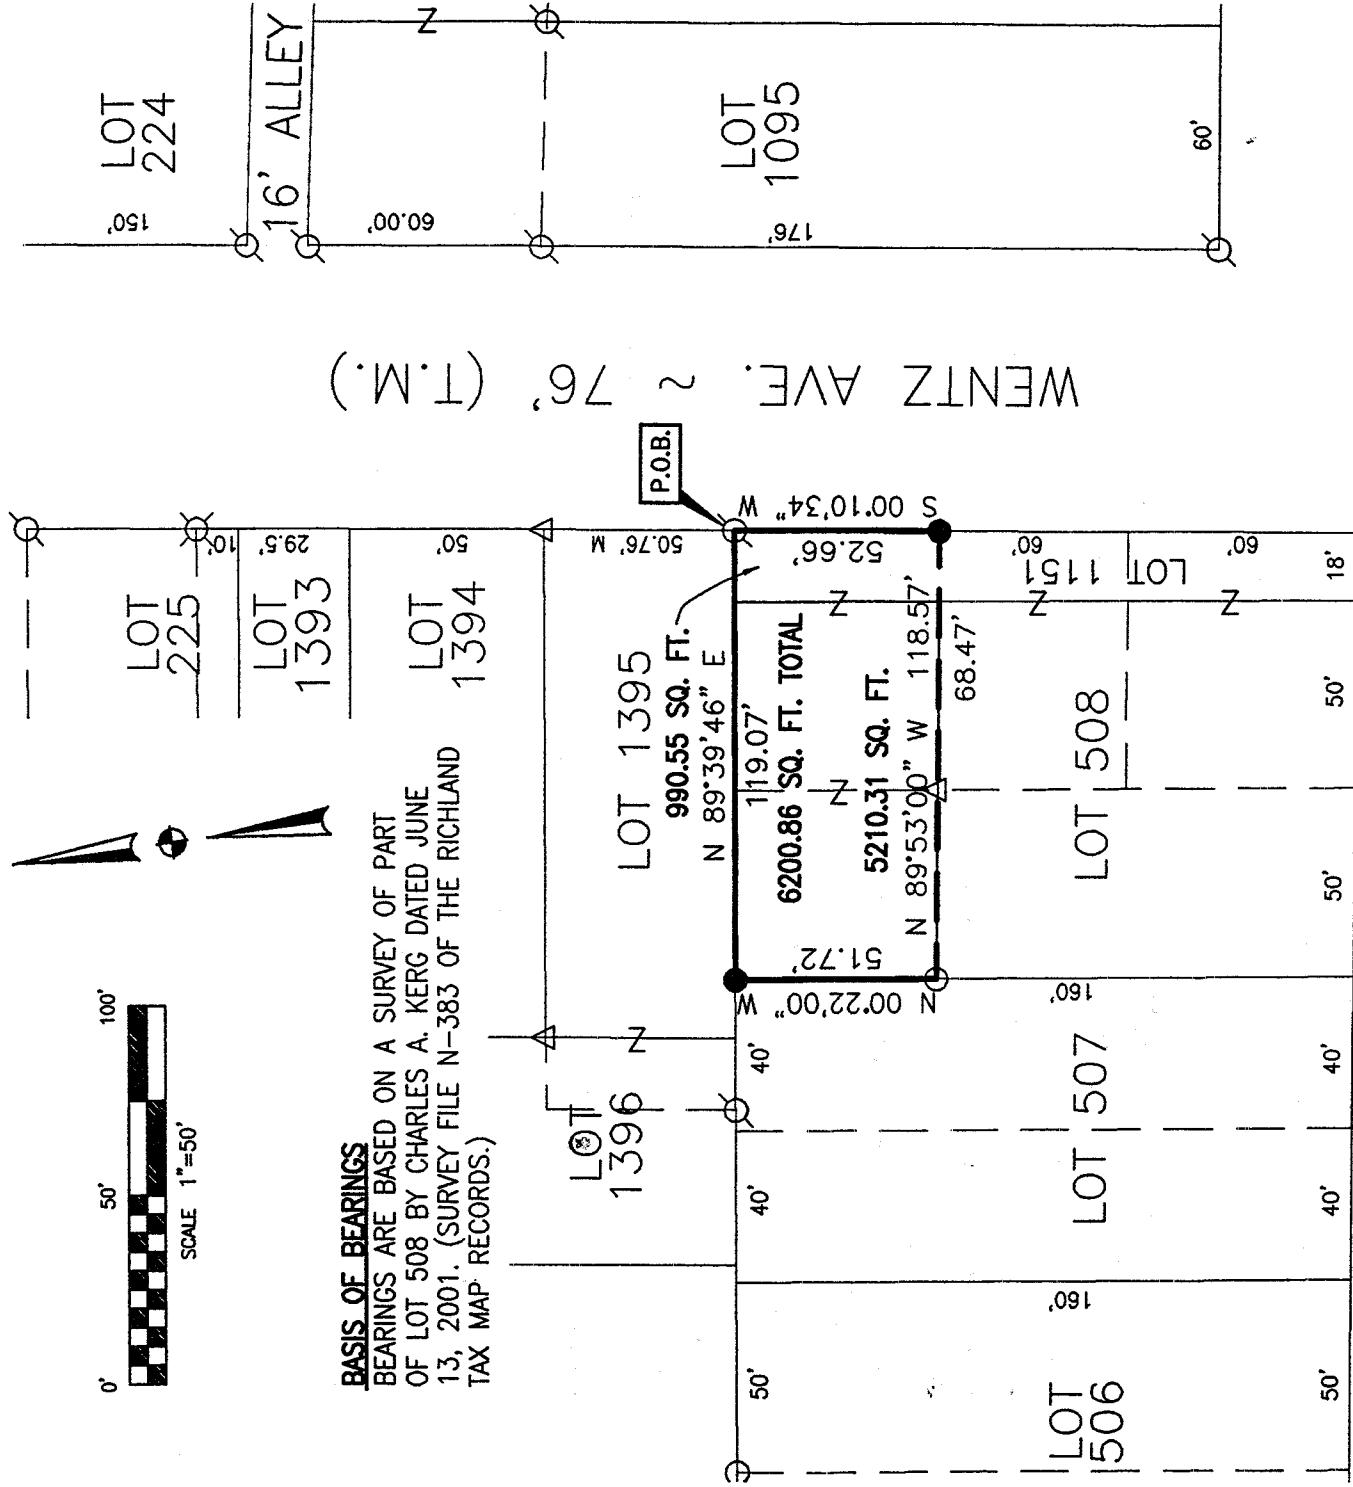 LOT
224
150'
16' ALLEY
Z
60.00'
LOT
1095
176'
60'
WENTZ AVE. ~ 76' (T.M.)
P.O.B.
LOT
225
10'
LOT
1393
29.5'
LOT
1394
50'
50.76' M
LOT 1395
990.55 SQ. FT.
N 89°39'46" E
119.07'
6200.86 SQ. FT. TOTAL
5210.31 SQ. FT.
N 89°53'00" W 118.57'
68.47'
S 00°10'34" W
52.66'
N 00°22'00" W
51.72'
Z
Z
Z
Z
LOT 1151
60'
60'
18'
LOT 508
50'
50'
160'
LOT 507
40'
40'
40'
40'
160'
LOT
506
50'
50'
Z
LOT
1396
0'
50'
100'
SCALE 1"=50'
BASIS OF BEARINGS
BEARINGS ARE BASED ON A SURVEY OF PART
OF LOT 508 BY CHARLES A. KERG DATED JUNE
13, 2001. (SURVEY FILE N-383 OF THE RICHLAND
TAX MAP RECORDS.)